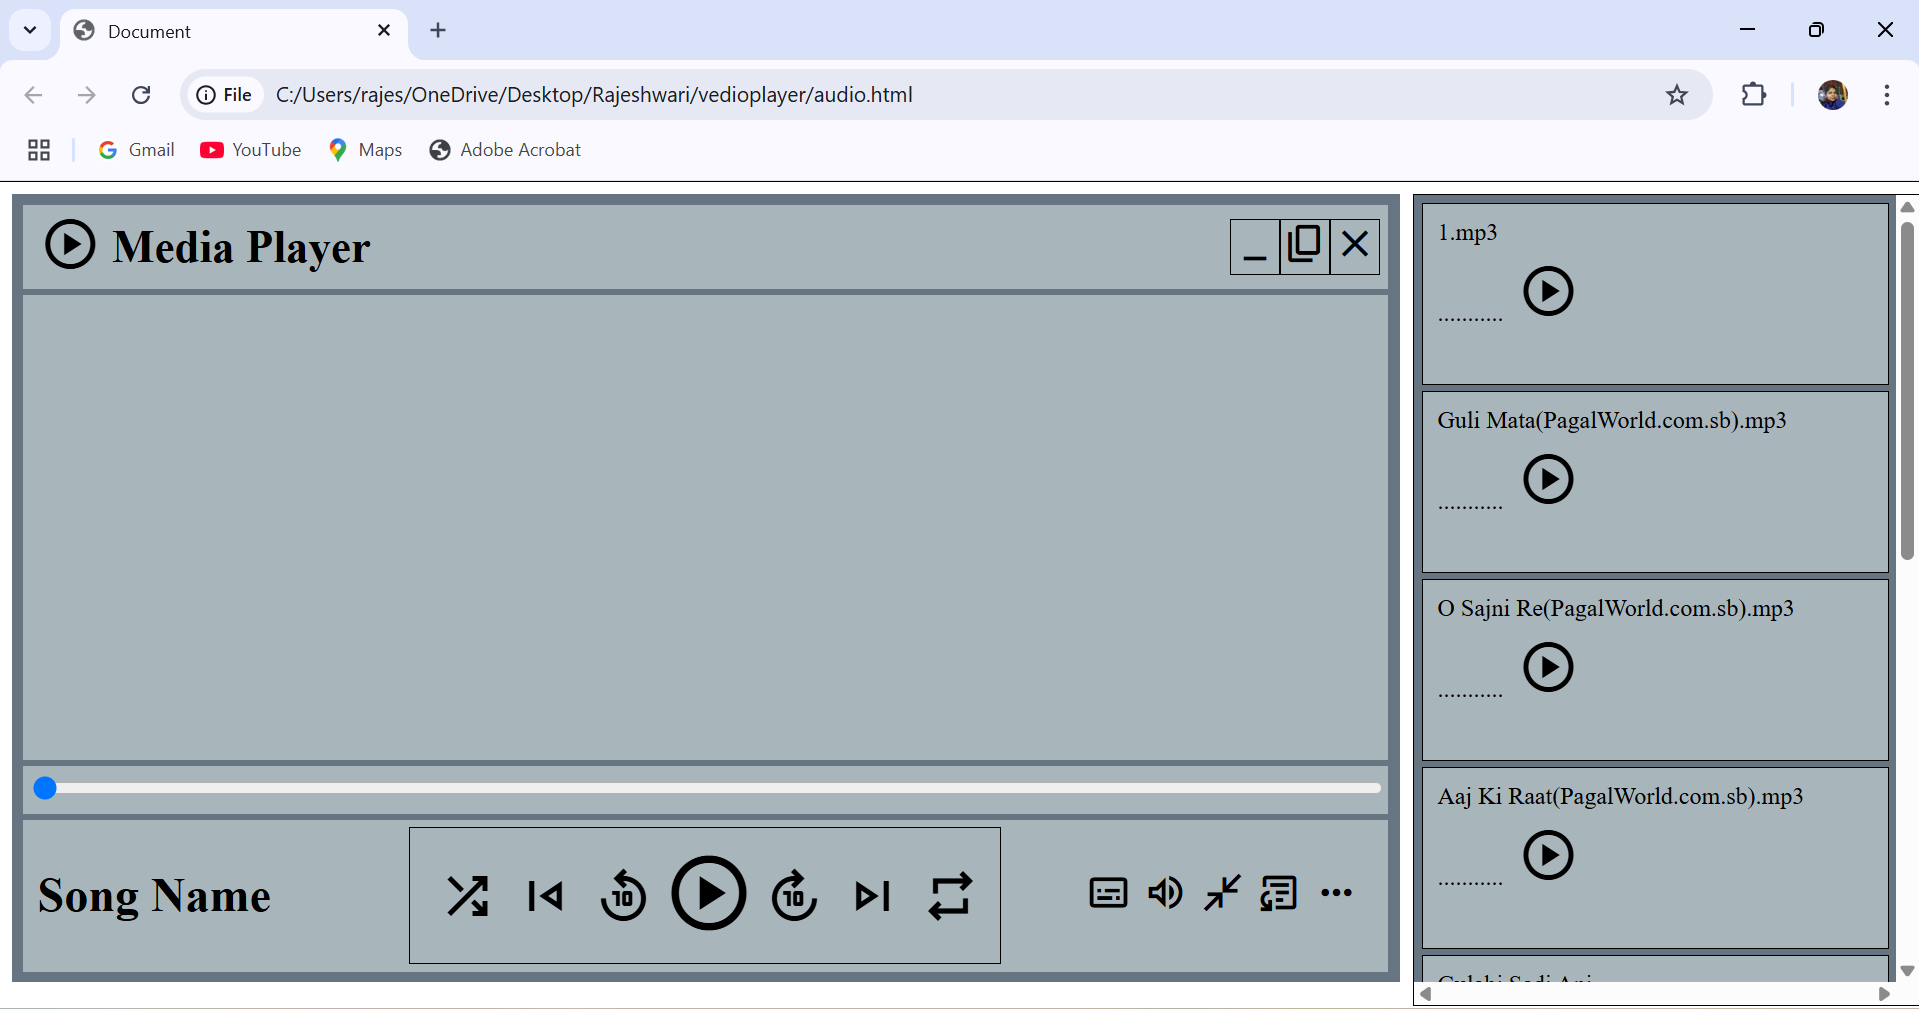 Document
File
C:/Users/rajes/OneDrive/Desktop/Rajeshwari/vedioplayer/audio.html
Gmail
YouTube
Maps
Adobe Acrobat
Media Player
1.mp3
...........
Guli Mata(PagalWorld.com.sb).mp3
...........
O Sajni Re(PagalWorld.com.sb).mp3
...........
Aaj Ki Raat(PagalWorld.com.sb).mp3
...........
Song Name
10
10